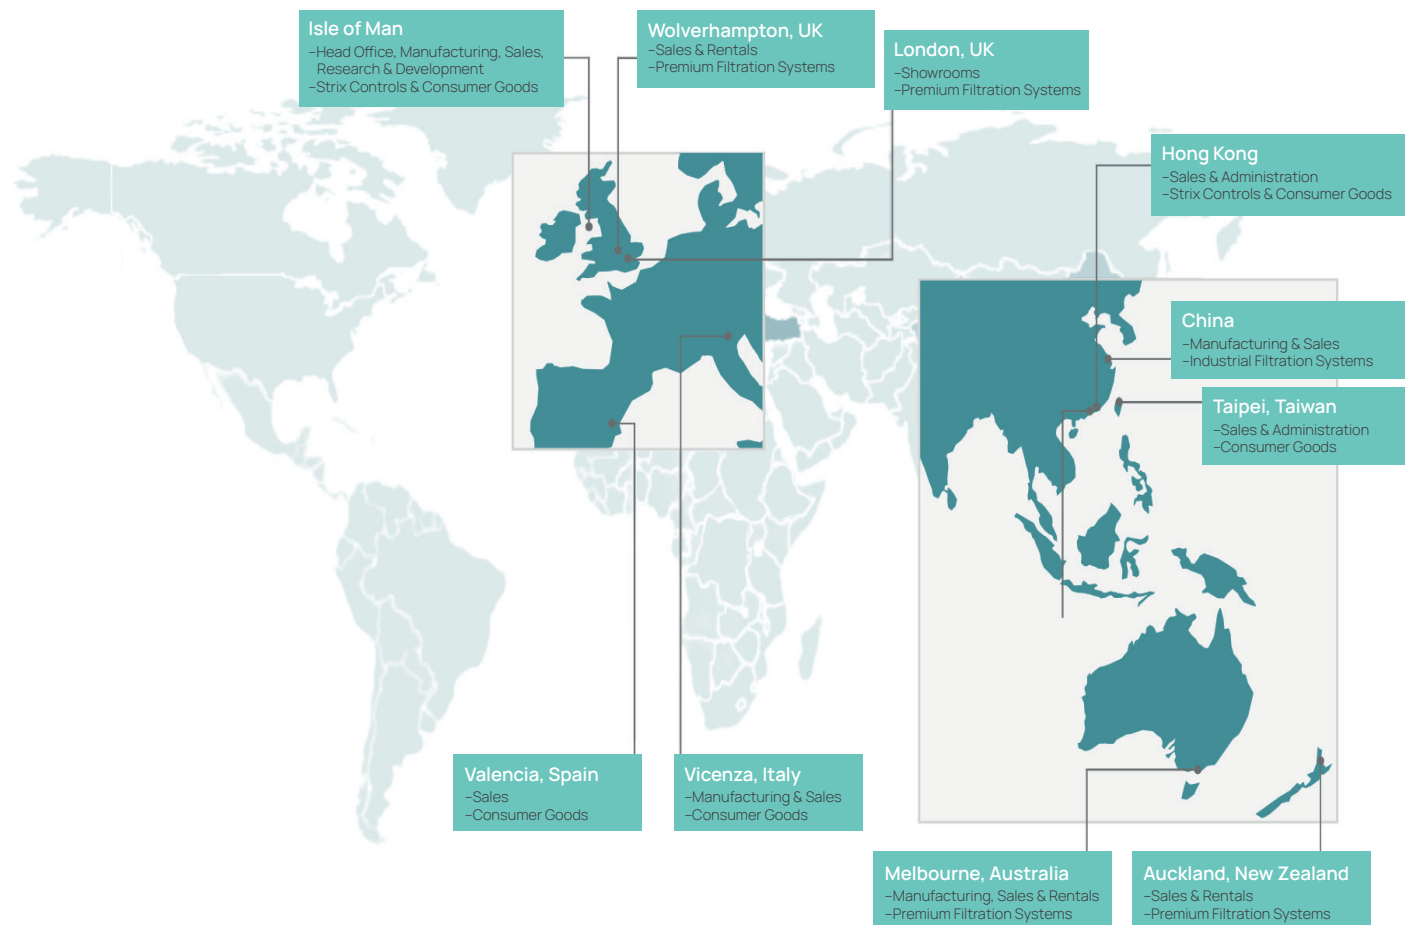 Isle of Man
–Head Office, Manufacturing, Sales,
Research & Development
–Strix Controls & Consumer Goods
Wolverhampton, UK
–Sales & Rentals
–Premium Filtration Systems
London, UK
–Showrooms
–Premium Filtration Systems
Hong Kong
–Sales & Administration
–Strix Controls & Consumer Goods
China
–Manufacturing & Sales
–Industrial Filtration Systems
Taipei, Taiwan
–Sales & Administration
–Consumer Goods
Valencia, Spain
–Sales
–Consumer Goods
Vicenza, Italy
–Manufacturing & Sales
–Consumer Goods
Melbourne, Australia
–Manufacturing, Sales & Rentals
–Premium Filtration Systems
Auckland, New Zealand
–Sales & Rentals
–Premium Filtration Systems